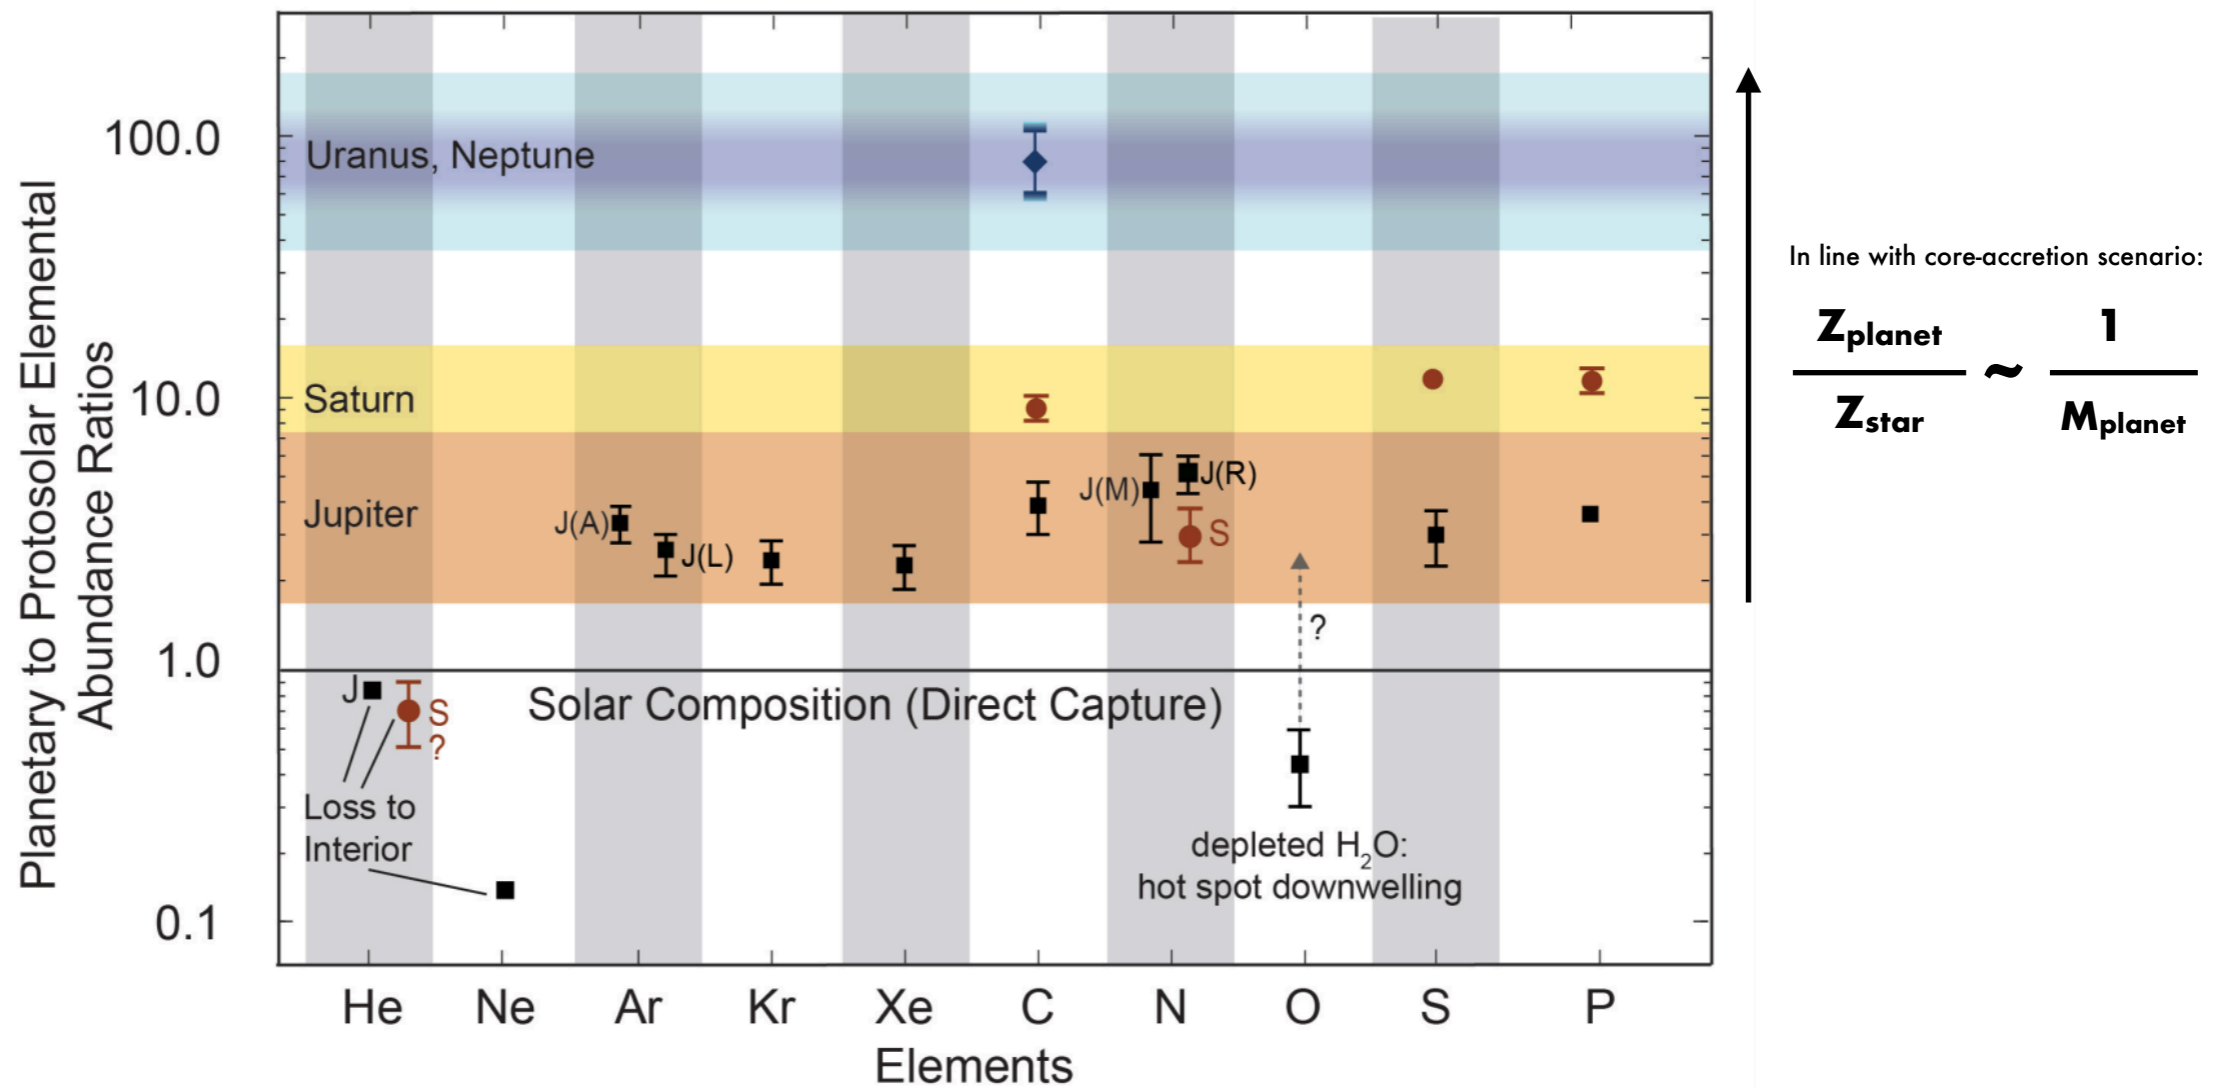 Planetary to Protosolar Elemental
Abundance Ratios
100.0
10.0
1.0
0.1
Uranus, Neptune
Saturn
Jupiter
J(A)
J(L)
J(M)
J(R)
S
?
J
S
?
Solar Composition (Direct Capture)
Loss to
Interior
depleted H₂O:
hot spot downwelling
He Ne Ar Kr Xe C N O S P
Elements
In line with core-accretion scenario:
Zplanet 1
~
Zstar Mplanet